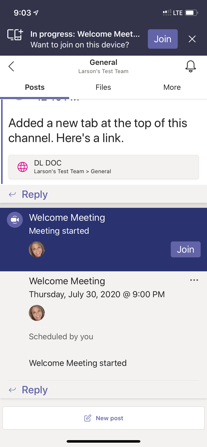 9:03
LTE
In progress: Welcome Meet...
Want to join on this device?
Join
General
Larson's Test Team
Posts
Files
More
Added a new tab at the top of this
channel. Here's a link.
DL DOC
Larson's Test Team > General
Reply
Welcome Meeting
Meeting started
Join
Welcome Meeting
Thursday, July 30, 2020 @ 9:00 PM
Scheduled by you
Welcome Meeting started
Reply
New post